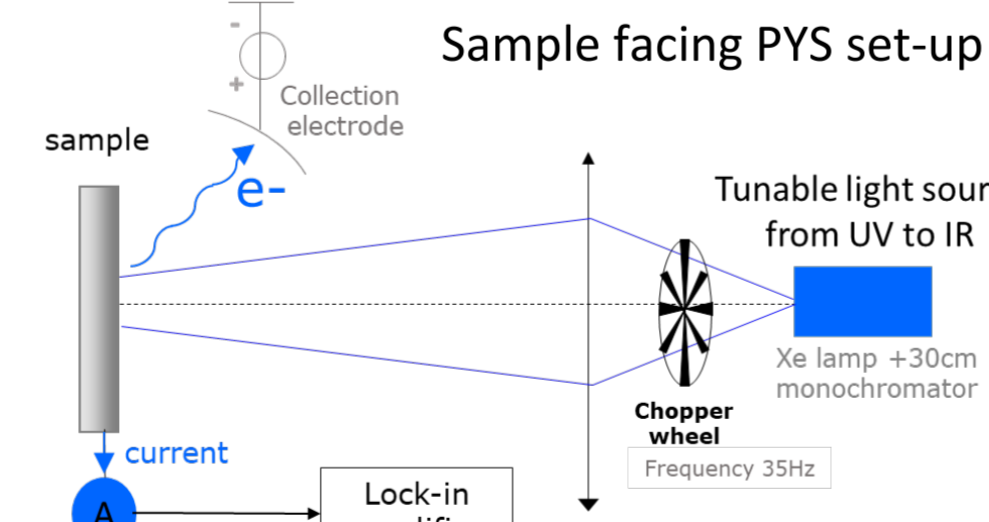 Sample facing PYS set-up
-
+
Collection
electrode
sample
e-
Tunable light sour
from UV to IR
Xe lamp +30cm
monochromator
Chopper
wheel
Frequency 35Hz
current
A
Lock-in